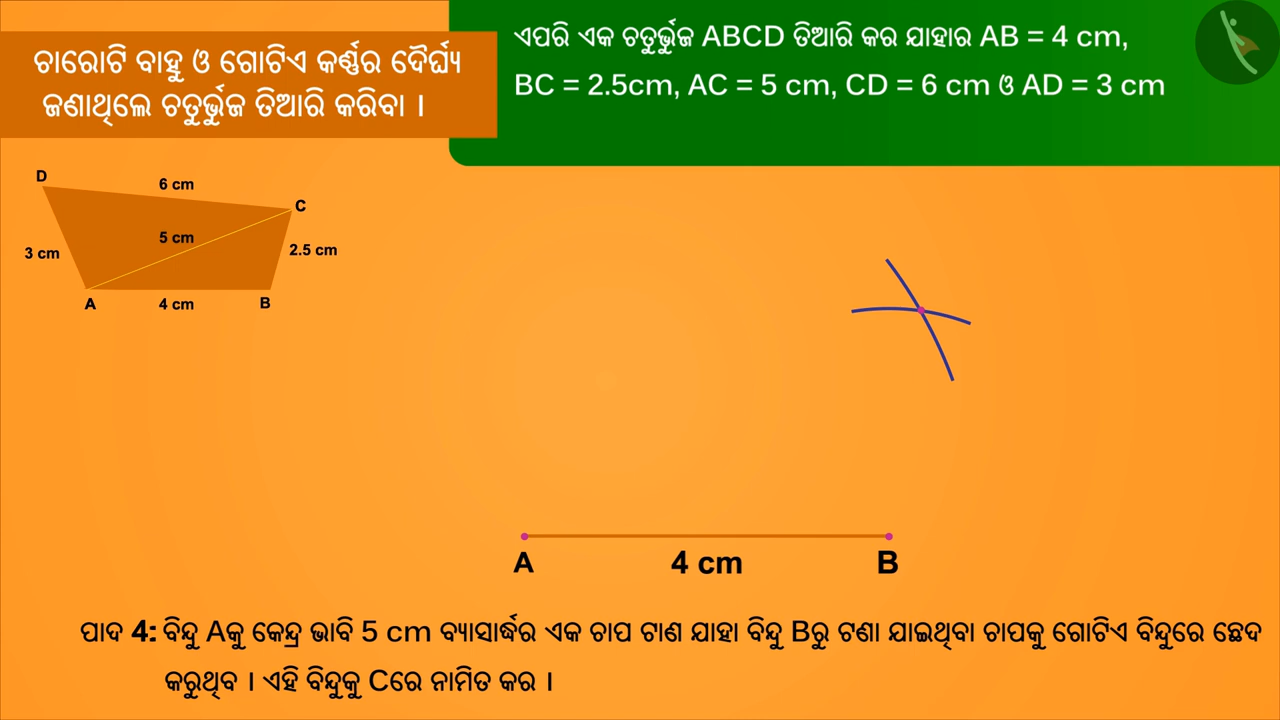 ଚାରୋଟି ବାହୁ ଓ ଗୋଟିଏ କର୍ଣ୍ଣର ଦୈର୍ଘ୍ୟ
ଜଣାଥିଲେ ଚତୁର୍ଭୁଜ ତିଆରି କରିବା ।
ଏପରି ଏକ ଚତୁର୍ଭୁଜ ABCD ତିଆରି କର ଯାହାର AB = 4 cm,
BC = 2.5cm, AC = 5 cm, CD = 6 cm ଓ AD = 3 cm
D
6 cm
C
5 cm
3 cm
2.5 cm
A
4 cm
B
A
4 cm
B
ପାଦ 4: ବିନ୍ଦୁ Aକୁ କେନ୍ଦ୍ର ଭାବି 5 cm ବ୍ୟାସାର୍ଦ୍ଧର ଏକ ଚାପ ଟାଣ ଯାହା ବିନ୍ଦୁ Bରୁ ଟଣା ଯାଇଥିବା ଚାପକୁ ଗୋଟିଏ ବିନ୍ଦୁରେ ଛେଦ
କରୁଥିବ । ଏହି ବିନ୍ଦୁକୁ Cରେ ନାମିତ କର ।